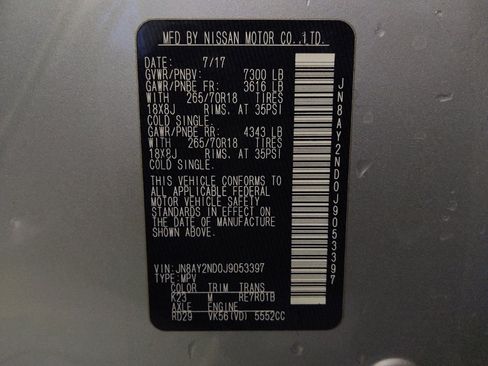 MFD BY NISSAN MOTOR CO.,LTD.
DATE: 7/17
GVWR/PNBV: 7300 LB
GAWR/PNBE FR: 3616 LB
WITH 265/70R18 TIRES
18X8J RIMS, AT 35PSI
COLD SINGLE.
GAWR/PNBE RR: 4343 LB
WITH 265/70R18 TIRES
18X8J RIMS, AT 35PSI
COLD SINGLE.
THIS VEHICLE CONFORMS TO
ALL APPLICABLE FEDERAL
MOTOR VEHICLE SAFETY
STANDARDS IN EFFECT ON
THE DATE OF MANUFACTURE
SHOWN ABOVE.
VIN: JN8AY2ND0J9053397
TYPE: MPV
COLOR TRIM TRANS
K23 M RE7R01B
AXLE ENGINE
RD29 VK56(VD) 5552CC
JN8AY2ND0J9053397